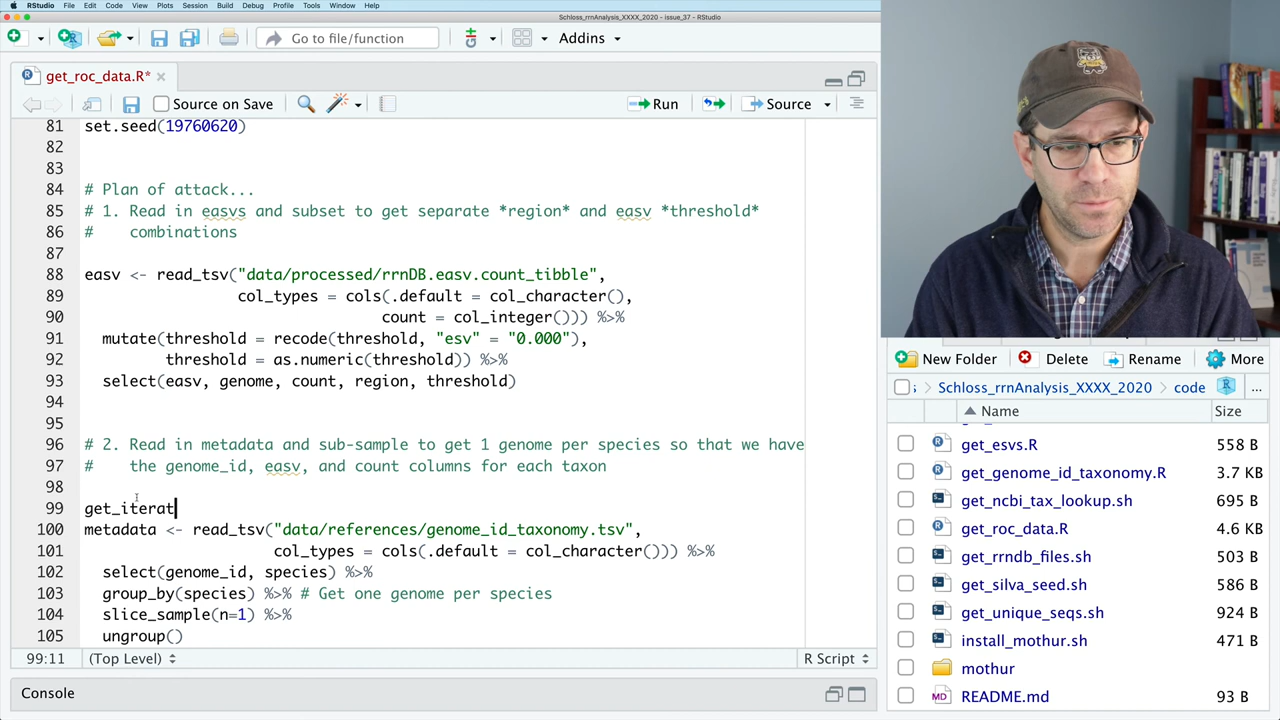 RStudio File Edit Code View Plots Session Build Debug Profile Tools Window Help
Schloss_rrnAnalysis_XXXX_2020 - issue_37 - RStudio
Go to file/function Addins
get_roc_data.R*
Source on Save Run Source
81 set.seed(19760620)
82
83
84 # Plan of attack...
85 # 1. Read in easvs and subset to get separate *region* and easv *threshold*
86 # combinations
87
88 easv <- read_tsv("data/processed/rrnDB.easv.count_tibble",
89 col_types = cols(.default = col_character(),
90 count = col_integer())) %>%
91 mutate(threshold = recode(threshold, "esv" = "0.000"),
92 threshold = as.numeric(threshold)) %>%
93 select(easv, genome, count, region, threshold)
94
95
96 # 2. Read in metadata and sub-sample to get 1 genome per species so that we have
97 # the genome_id, easv, and count columns for each taxon
98
99 get_iterat
100 metadata <- read_tsv("data/references/genome_id_taxonomy.tsv",
101 col_types = cols(.default = col_character())) %>%
102 select(genome_id, species) %>%
103 group_by(species) %>% # Get one genome per species
104 slice_sample(n=1) %>%
105 ungroup()
99:11 (Top Level) R Script
Console
New Folder Delete Rename More
s Schloss_rrnAnalysis_XXXX_2020 code ...
Name Size
get_esvs.R 558 B
get_genome_id_taxonomy.R 3.7 KB
get_ncbi_tax_lookup.sh 695 B
get_roc_data.R 4.6 KB
get_rrndb_files.sh 503 B
get_silva_seed.sh 586 B
get_unique_seqs.sh 924 B
install_mothur.sh 471 B
mothur
README.md 93 B